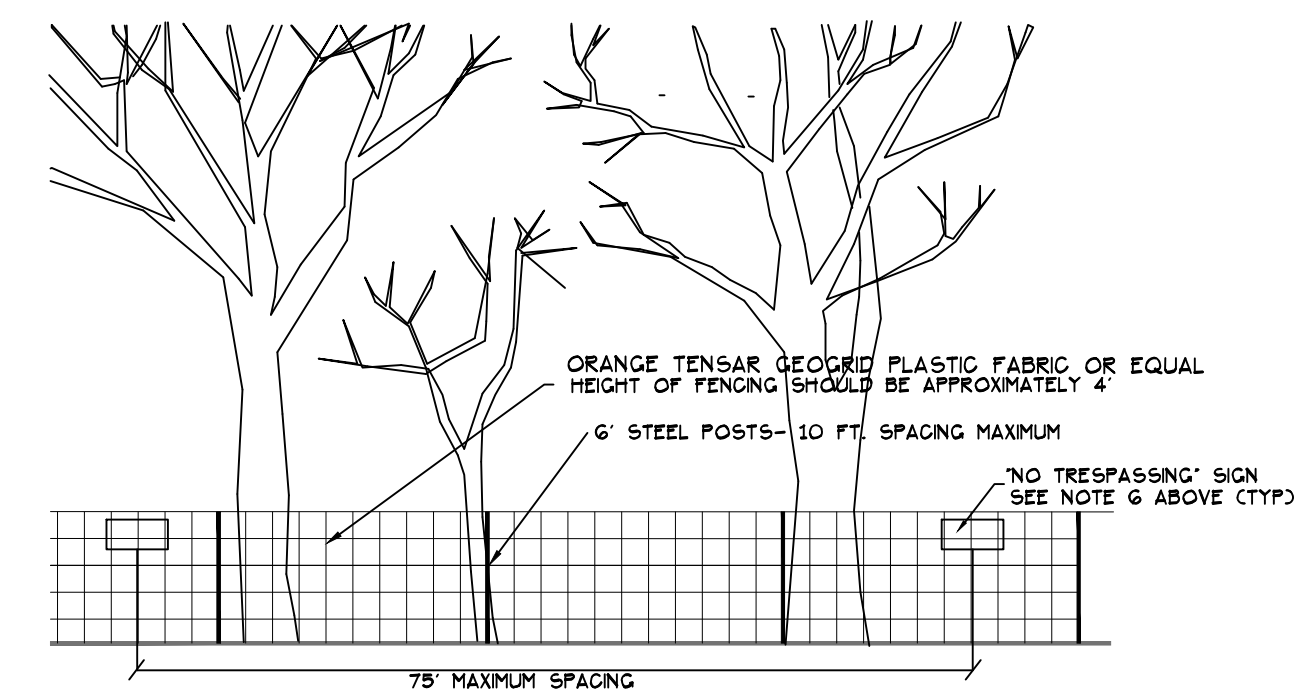 ORANGE TENSAR GEOGRID PLASTIC FABRIC OR EQUAL
HEIGHT OF FENCING SHOULD BE APPROXIMATELY 4'
6' STEEL POSTS- 10 FT. SPACING MAXIMUM
"NO TRESPASSING" SIGN
SEE NOTE 6 ABOVE (TYP)
75' MAXIMUM SPACING